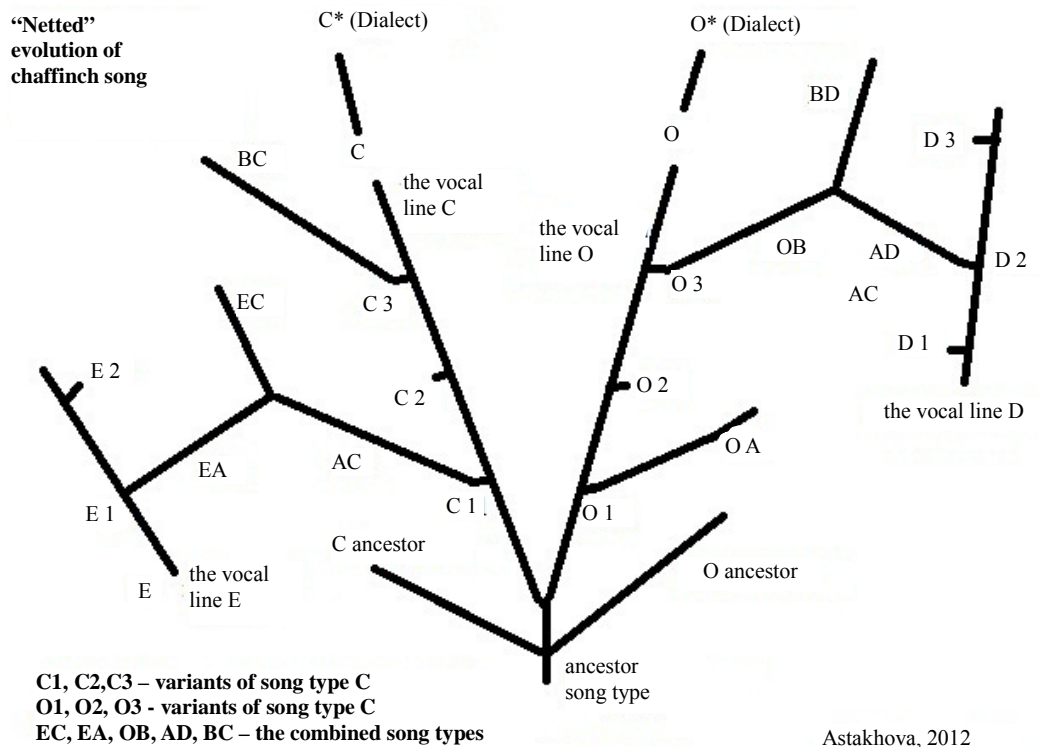 “Netted”
evolution of
chaffinch song
C* (Dialect)
O* (Dialect)
BD
C
O
D 3
BC
the vocal
line C
the vocal
line O
OB
AD
D 2
EC
C 3
O 3
AC
D 1
E 2
C 2
O 2
the vocal line D
EA
AC
O A
E 1
C 1
O 1
C ancestor
O ancestor
E
the vocal
line E
ancestor
song type
C1, C2,C3 – variants of song type C
O1, O2, O3 - variants of song type C
EC, EA, OB, AD, BC – the combined song types
Astakhova, 2012